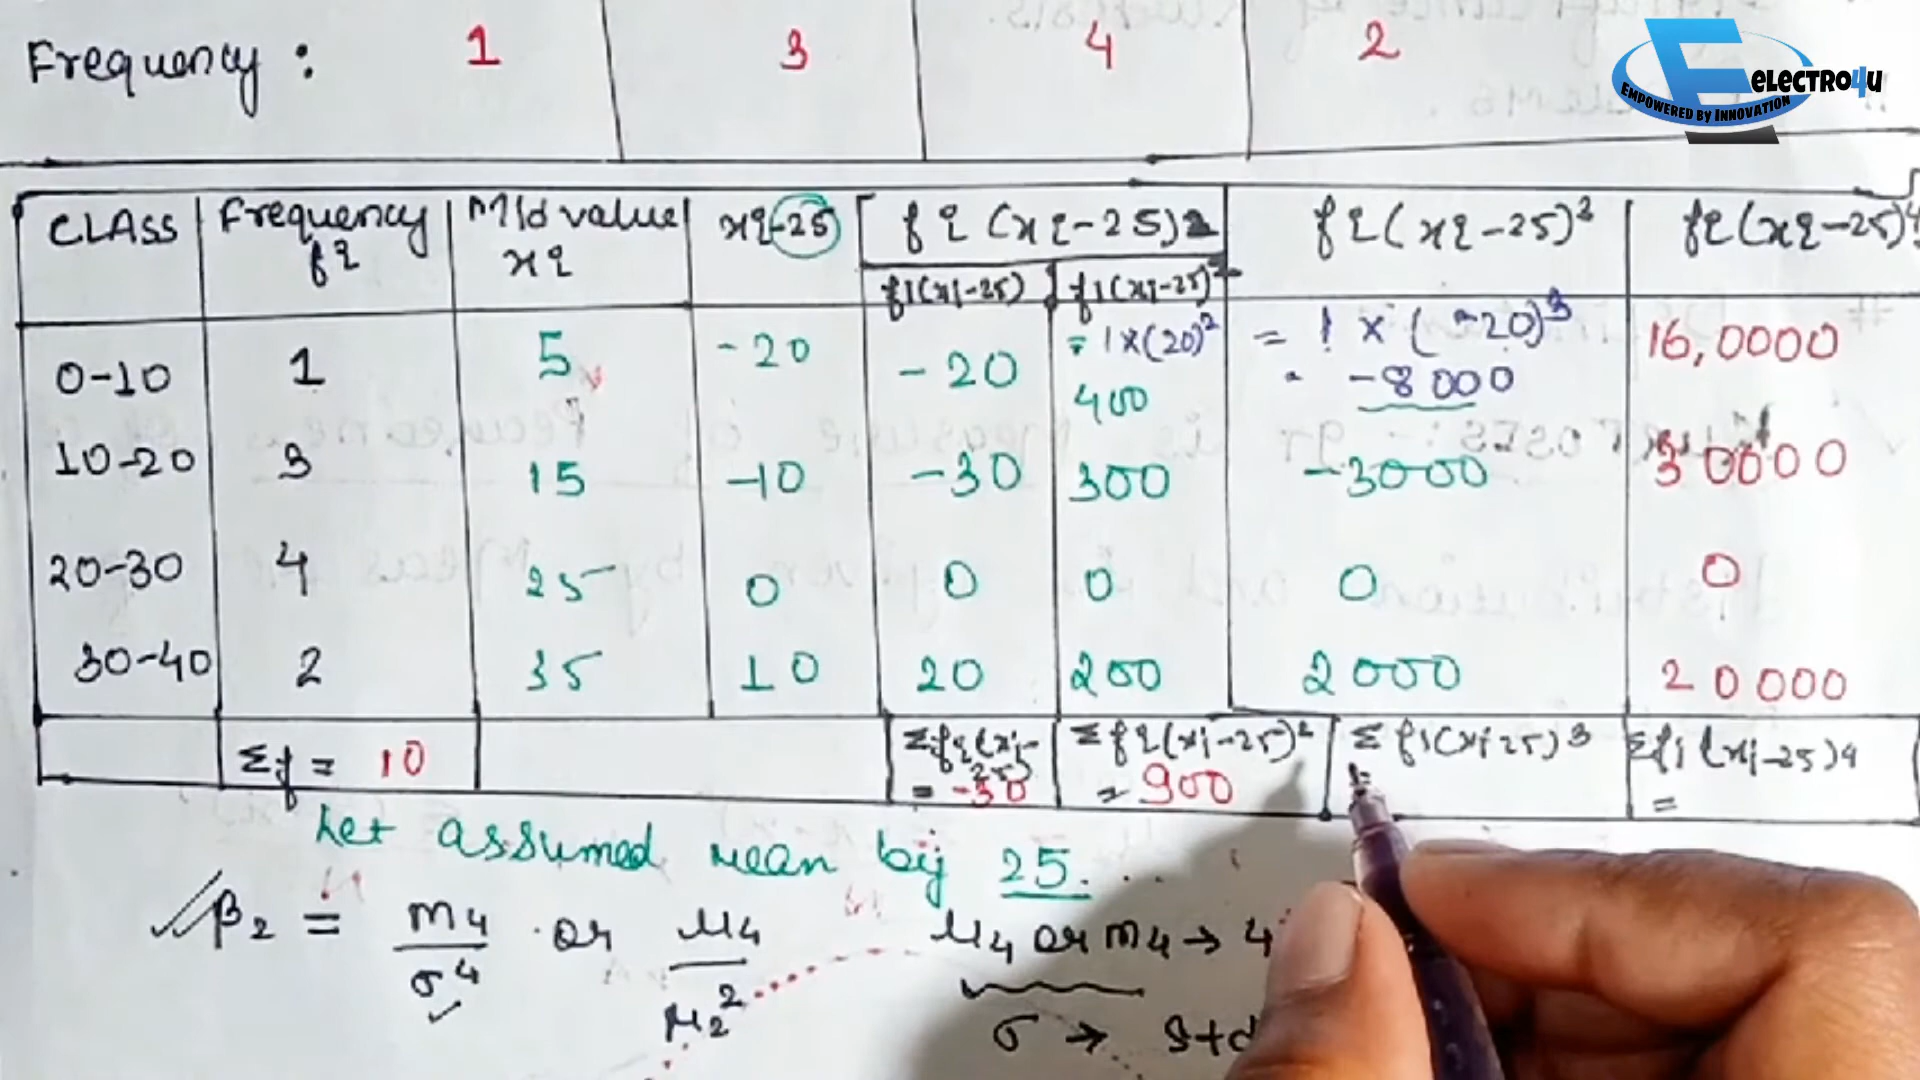 Frequency : 1 3 4 2
ELECTRO4U
EMPOWERED BY INNOVATION
CLASS Frequency fi Mid value xi xi-25 fi(xi-25)2 fi(xi-25)³ fi(xi-25)⁴
fi(xi-25) fi(xi-25)²
0-10 1 5 -20 -20 = 1×(20)² 400 = 1 × (-20)³ = -8000 16,0000
10-20 3 15 -10 -30 300 -3000 30000
20-30 4 25 0 0 0 0 0
30-40 2 35 10 20 200 2000 20000
Σf = 10 Σfi(xi-25) = -30 Σfi(xi-25)² = 900 Σfi(xi-25)3 Σfi(xi-25)4 =
Let assumed mean by 25.
β₂ = m₄/σ⁴ or μ₄/μ₂² μ₄ or m₄ → 4
σ → Std